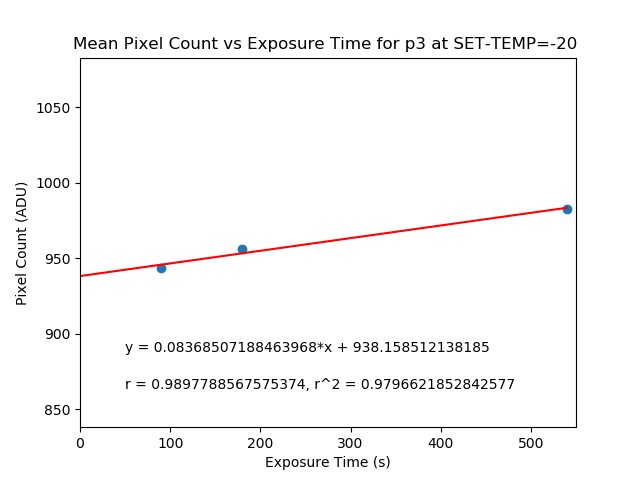 Mean Pixel Count vs Exposure Time for p3 at SET-TEMP=-20
Pixel Count (ADU)
1050
1000
950
900
850
y = 0.08368507188463968*x + 938.158512138185
r = 0.9897788567575374, r^2 = 0.9796621852842577
0 100 200 300 400 500
Exposure Time (s)